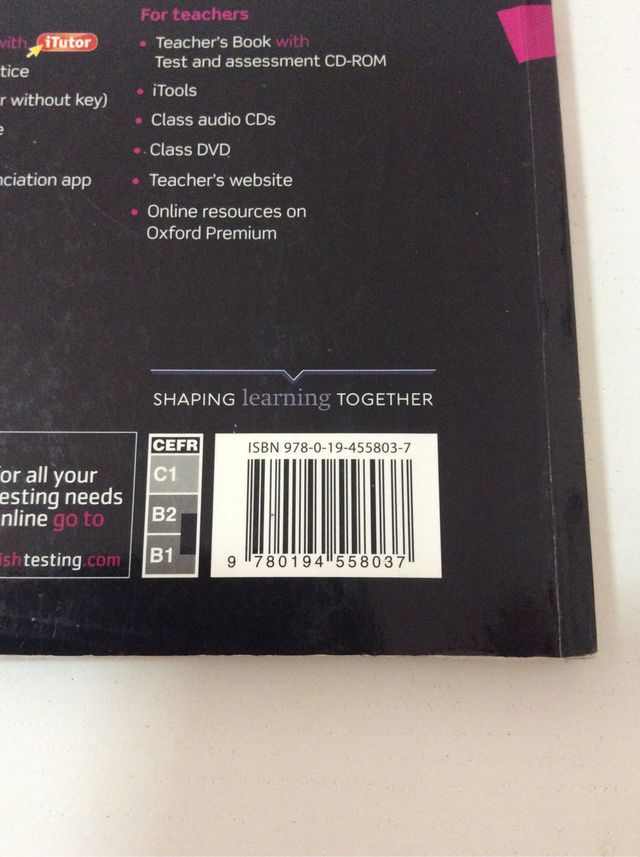 with iTutor
tice
r without key)
e
nciation app
For teachers
• Teacher's Book with
Test and assessment CD-ROM
• iTools
• Class audio CDs
• Class DVD
• Teacher's website
• Online resources on
Oxford Premium
SHAPING learning TOGETHER
or all your
esting needs
nline go to
ishtesting.com
CEFR
C1
B2
B1
ISBN 978-0-19-455803-7
9 780194 558037